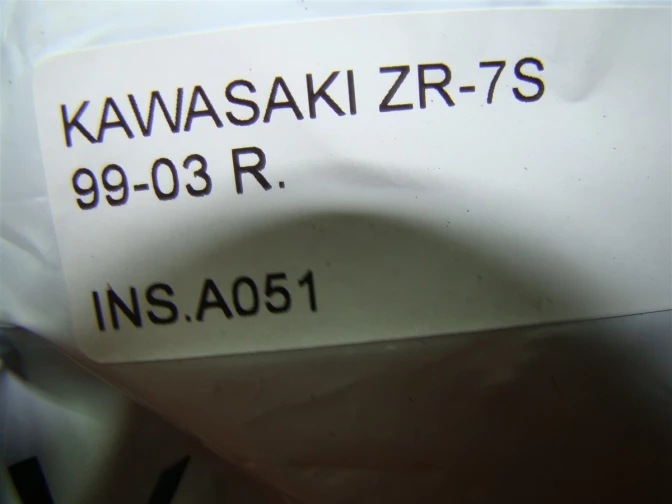 KAWASAKI ZR-7S
99-03 R.
INS.A051